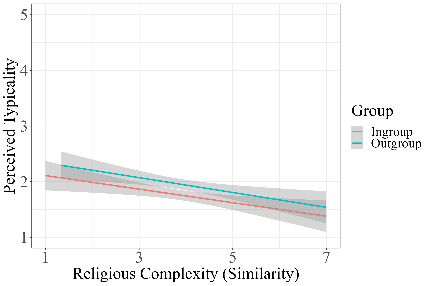 5
4
3
2
1
Perceived Typicality
1 3 5 7
Religious Complexity (Similarity)
Group
Ingroup
Outgroup